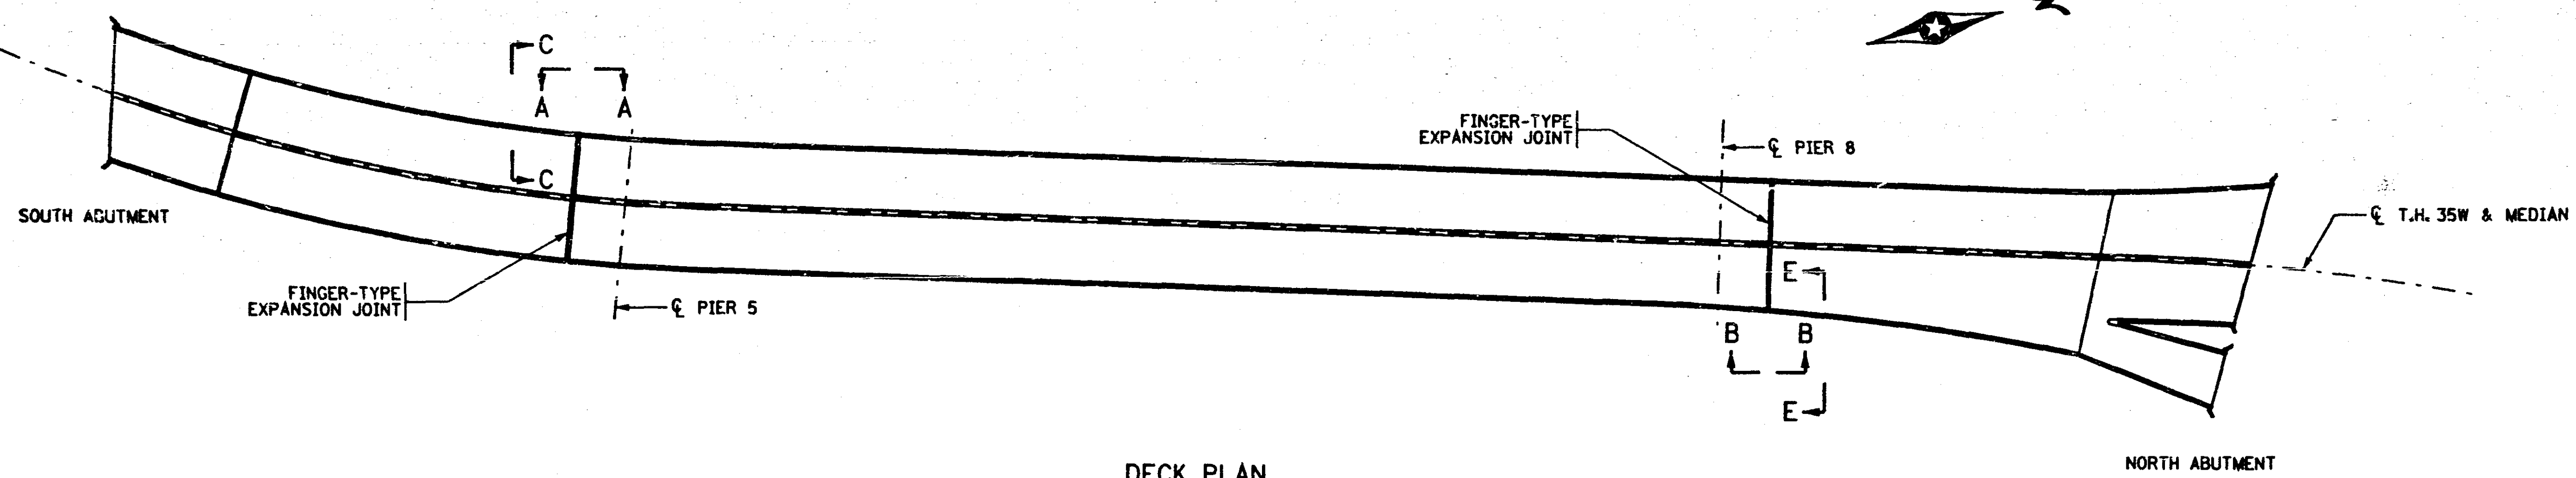 Z
C
A A
C
SOUTH ABUTMENT
FINGER-TYPE
EXPANSION JOINT
℄ PIER 5
FINGER-TYPE
EXPANSION JOINT
℄ PIER 8
℄ T.H. 35W & MEDIAN
E
B B
E
NORTH ABUTMENT
DECK PLAN